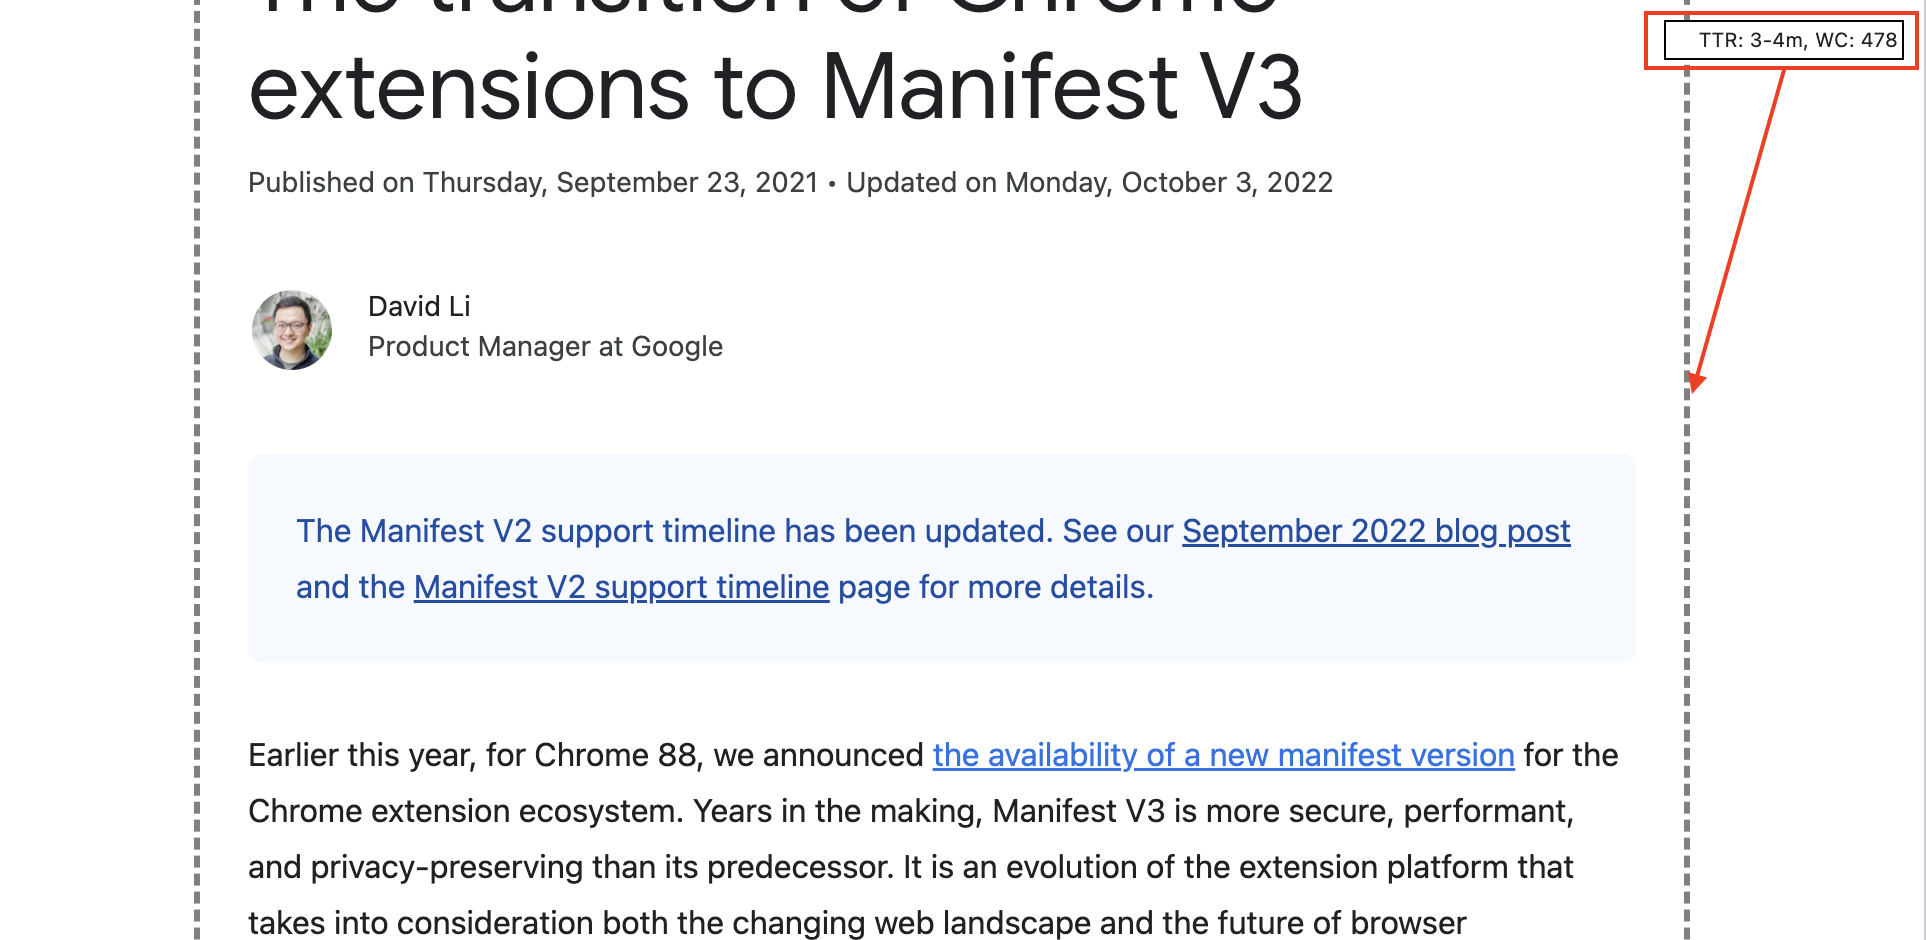 The transition of Chrome
extensions to Manifest V3
TTR: 3-4m, WC: 478
Published on Thursday, September 23, 2021 • Updated on Monday, October 3, 2022
David Li
Product Manager at Google
The Manifest V2 support timeline has been updated. See our September 2022 blog post
and the Manifest V2 support timeline page for more details.
Earlier this year, for Chrome 88, we announced the availability of a new manifest version for the
Chrome extension ecosystem. Years in the making, Manifest V3 is more secure, performant,
and privacy-preserving than its predecessor. It is an evolution of the extension platform that
takes into consideration both the changing web landscape and the future of browser